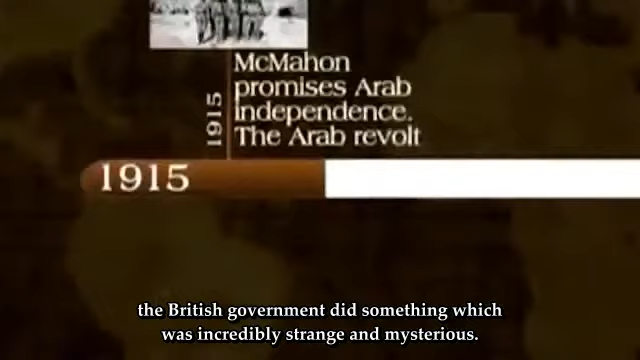 McMahon
promises Arab
independence.
The Arab revolt
1915
1915
the British government did something which
was incredibly strange and mysterious.